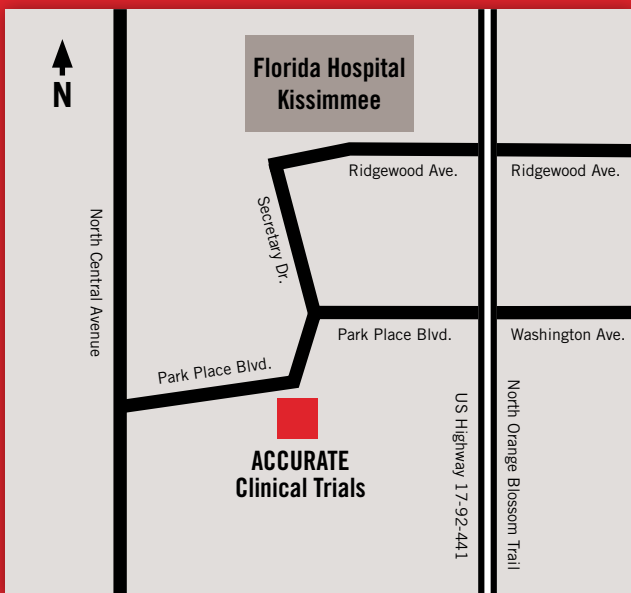 N
Florida Hospital
Kissimmee
Ridgewood Ave.
Ridgewood Ave.
North Central Avenue
Secretary Dr.
Park Place Blvd.
Washington Ave.
Park Place Blvd.
ACCURATE
Clinical Trials
US Highway 17-92-441
North Orange Blossom Trail